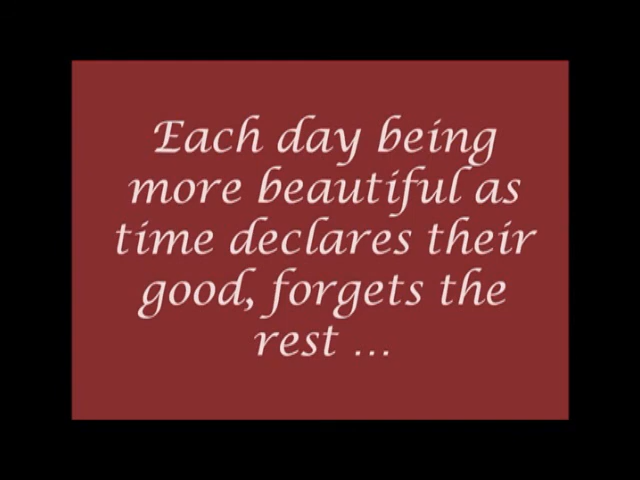 Each day being
more beautiful as
time declares their
good, forgets the
rest ...